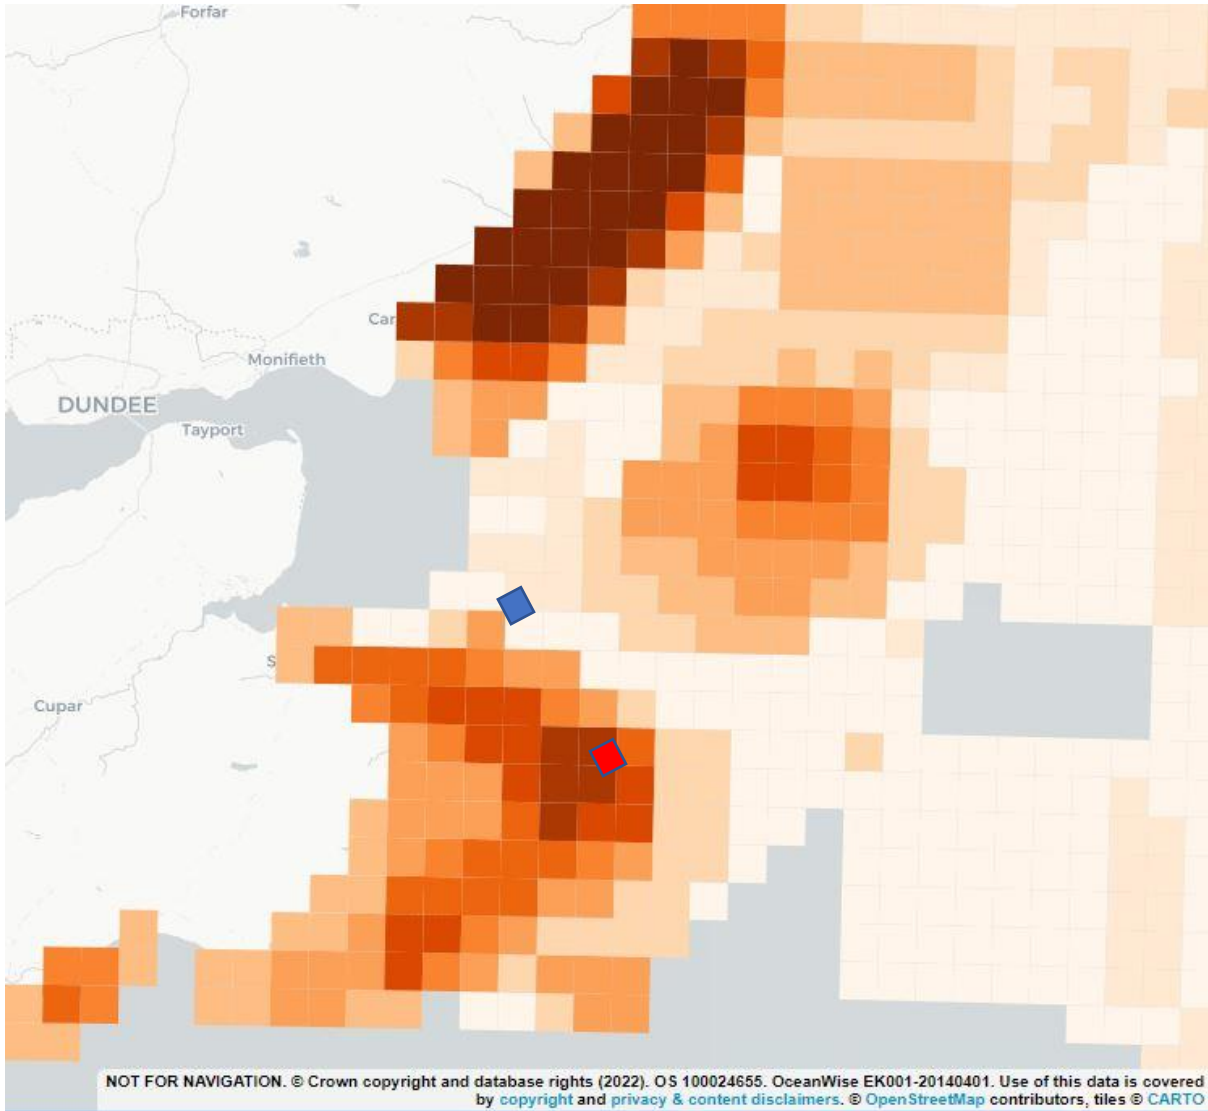 Forfar
Car
Monifieth
DUNDEE
Tayport
S
Cupar
NOT FOR NAVIGATION. © Crown copyright and database rights (2022). OS 100024655. OceanWise EK001-20140401. Use of this data is covered
by copyright and privacy & content disclaimers. © OpenStreetMap contributors, tiles © CARTO